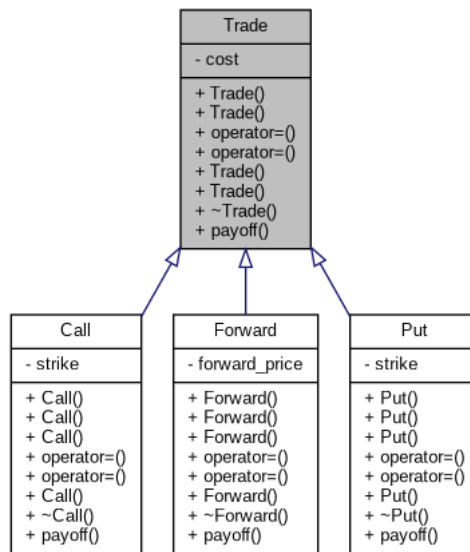 Trade
- cost
+ Trade()
+ Trade()
+ operator=()
+ operator=()
+ Trade()
+ Trade()
+ ~Trade()
+ payoff()
Call
- strike
+ Call()
+ Call()
+ Call()
+ operator=()
+ operator=()
+ Call()
+ ~Call()
+ payoff()
Forward
- forward_price
+ Forward()
+ Forward()
+ Forward()
+ operator=()
+ operator=()
+ Forward()
+ ~Forward()
+ payoff()
Put
- strike
+ Put()
+ Put()
+ Put()
+ operator=()
+ operator=()
+ Put()
+ ~Put()
+ payoff()